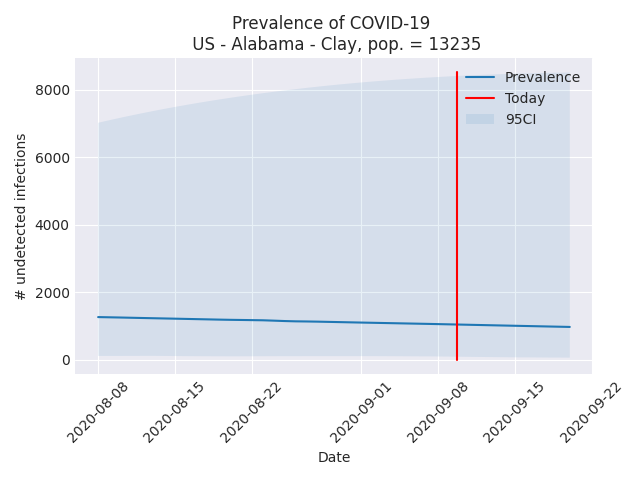 Prevalence of COVID-19
US - Alabama - Clay, pop. = 13235
Prevalence
Today
95CI
8000
6000
4000
2000
0
# undetected infections
2020-08-08
2020-08-15
2020-08-22
2020-09-01
2020-09-08
2020-09-15
2020-09-22
Date